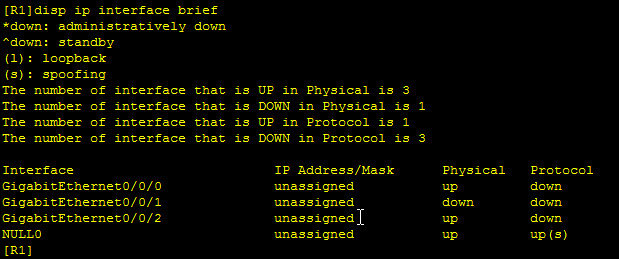 [R1]disp ip interface brief
*down: administratively down
^down: standby
(l): loopback
(s): spoofing
The number of interface that is UP in Physical is 3
The number of interface that is DOWN in Physical is 1
The number of interface that is UP in Protocol is 1
The number of interface that is DOWN in Protocol is 3
Interface IP Address/Mask Physical Protocol
GigabitEthernet0/0/0 unassigned up down
GigabitEthernet0/0/1 unassigned down down
GigabitEthernet0/0/2 unassigned up down
NULL0 unassigned up up(s)
[R1]